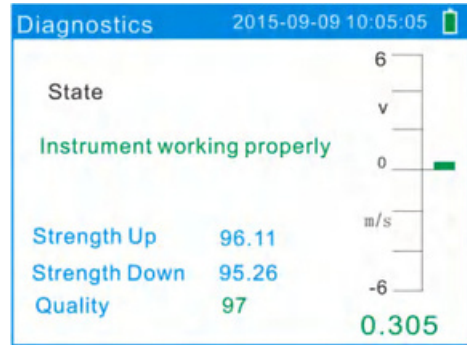 Diagnostics 2015-09-09 10:05:05
6
State
v
Instrument working properly
0
m/s
Strength Up 96.11
Strength Down 95.26
-6
Quality 97
0.305